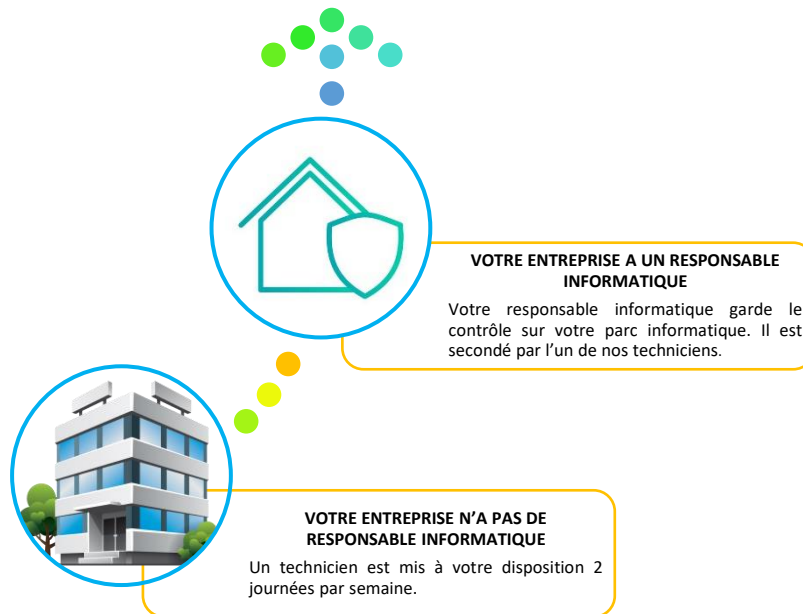 VOTRE ENTREPRISE A UN RESPONSABLE
INFORMATIQUE
Votre responsable informatique garde le
contrôle sur votre parc informatique. Il est
secondé par l’un de nos techniciens.
VOTRE ENTREPRISE N’A PAS DE
RESPONSABLE INFORMATIQUE
Un technicien est mis à votre disposition 2
journées par semaine.